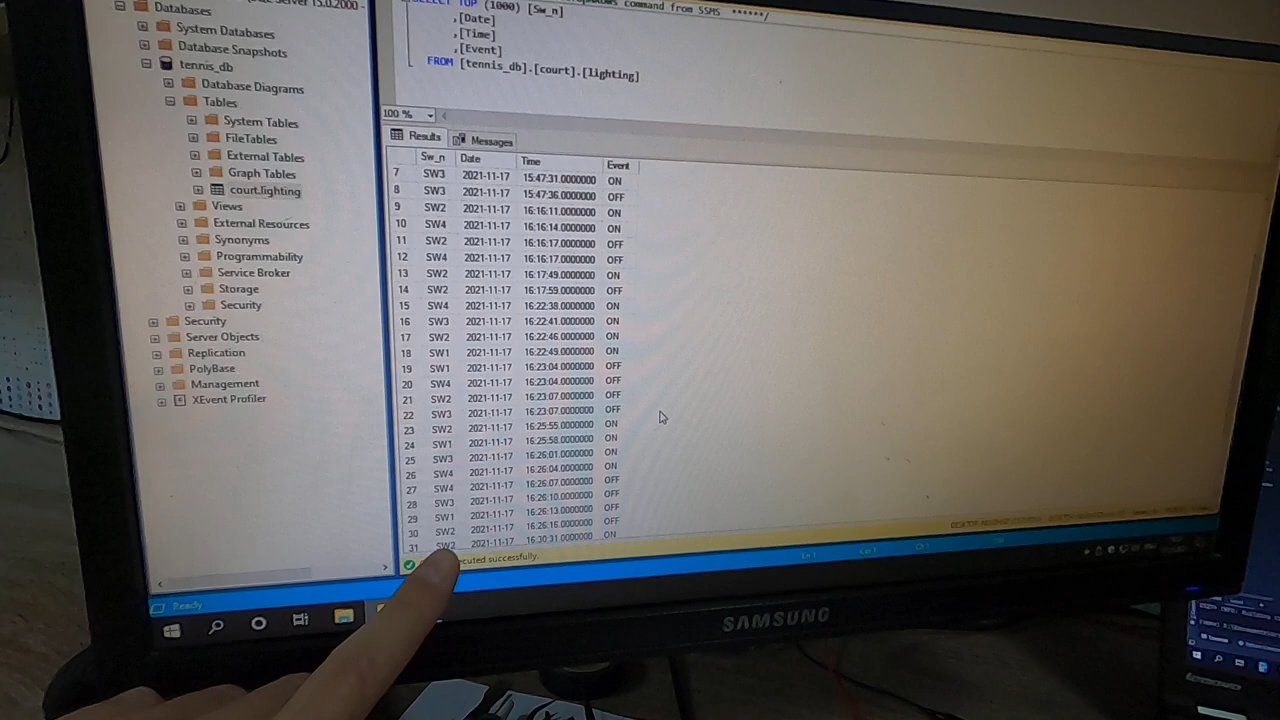 Databases
System Databases
Database Snapshots
tennis_db
Database Diagrams
Tables
System Tables
FileTables
External Tables
Graph Tables
court.lighting
Views
External Resources
Synonyms
Programmability
Service Broker
Storage
Security
Security
Server Objects
Replication
PolyBase
Management
XEvent Profiler
command from SSMS ******/
SELECT TOP (1000) [Sw_n]
,[Date]
,[Time]
,[Event]
FROM [tennis_db].[court].[lighting]
100 %
Results Messages
Sw_n Date Time Event
7 SW3 2021-11-17 15:47:31.0000000 ON
8 SW3 2021-11-17 15:47:36.0000000 OFF
9 SW2 2021-11-17 16:16:11.0000000 ON
10 SW4 2021-11-17 16:16:14.0000000 ON
11 SW2 2021-11-17 16:16:17.0000000 OFF
12 SW4 2021-11-17 16:16:17.0000000 OFF
13 SW2 2021-11-17 16:17:49.0000000 ON
14 SW2 2021-11-17 16:17:59.0000000 OFF
15 SW4 2021-11-17 16:22:38.0000000 ON
16 SW3 2021-11-17 16:22:41.0000000 ON
17 SW2 2021-11-17 16:22:46.0000000 ON
18 SW1 2021-11-17 16:22:49.0000000 ON
19 SW1 2021-11-17 16:23:04.0000000 OFF
20 SW4 2021-11-17 16:23:04.0000000 OFF
21 SW2 2021-11-17 16:23:07.0000000 OFF
22 SW3 2021-11-17 16:23:07.0000000 OFF
23 SW2 2021-11-17 16:25:55.0000000 ON
24 SW1 2021-11-17 16:25:58.0000000 ON
25 SW3 2021-11-17 16:26:01.0000000 ON
26 SW4 2021-11-17 16:26:04.0000000 ON
27 SW4 2021-11-17 16:26:07.0000000 OFF
28 SW3 2021-11-17 16:26:10.0000000 OFF
29 SW1 2021-11-17 16:26:13.0000000 OFF
30 SW2 2021-11-17 16:26:16.0000000 OFF
31 SW2 2021-11-17 16:30:31.0000000 ON
successfully.
Ready
SAMSUNG